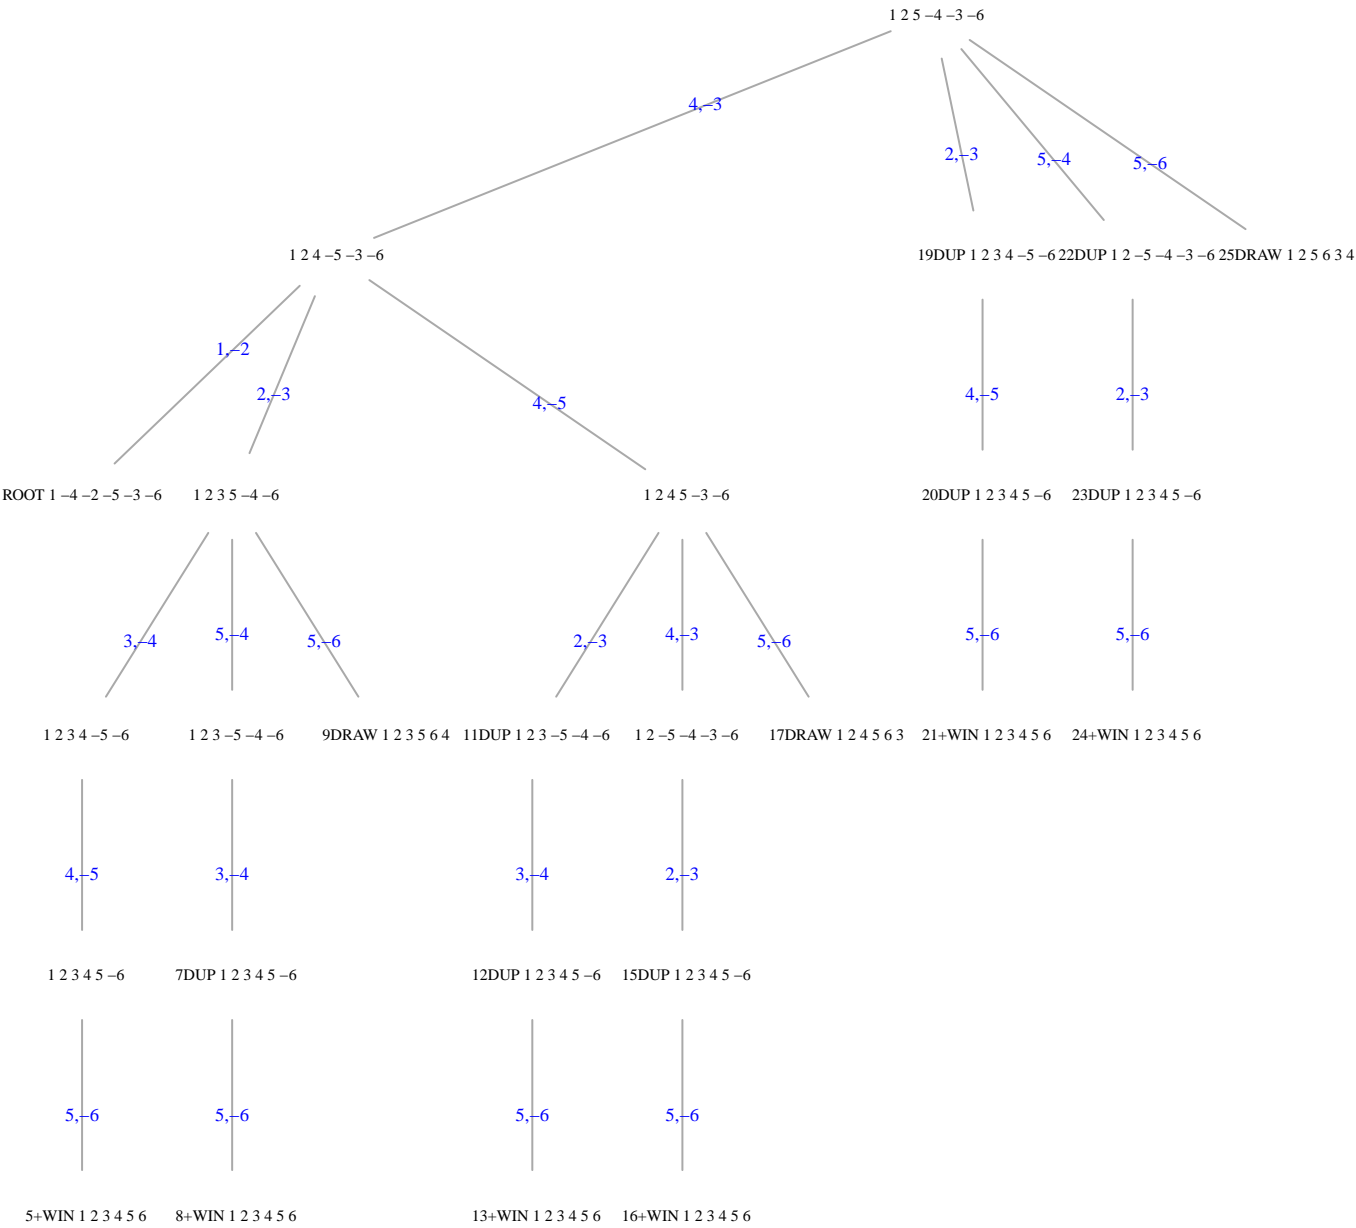 1 2 5 −4 −3 −6
4,−3
2,−3
5,−4
5,−6
1 2 4 −5 −3 −6
19DUP 1 2 3 4 −5 −6
22DUP 1 2 −5 −4 −3 −6
25DRAW 1 2 5 6 3 4
1,−2
2,−3
4,−5
4,−5
2,−3
ROOT 1 −4 −2 −5 −3 −6
1 2 3 5 −4 −6
1 2 4 5 −3 −6
20DUP 1 2 3 4 5 −6
23DUP 1 2 3 4 5 −6
3,−4
5,−4
5,−6
2,−3
4,−3
5,−6
5,−6
5,−6
1 2 3 4 −5 −6
1 2 3 −5 −4 −6
9DRAW 1 2 3 5 6 4
11DUP 1 2 3 −5 −4 −6
1 2 −5 −4 −3 −6
17DRAW 1 2 4 5 6 3
21+WIN 1 2 3 4 5 6
24+WIN 1 2 3 4 5 6
4,−5
3,−4
3,−4
2,−3
1 2 3 4 5 −6
7DUP 1 2 3 4 5 −6
12DUP 1 2 3 4 5 −6
15DUP 1 2 3 4 5 −6
5,−6
5,−6
5,−6
5,−6
5+WIN 1 2 3 4 5 6
8+WIN 1 2 3 4 5 6
13+WIN 1 2 3 4 5 6
16+WIN 1 2 3 4 5 6